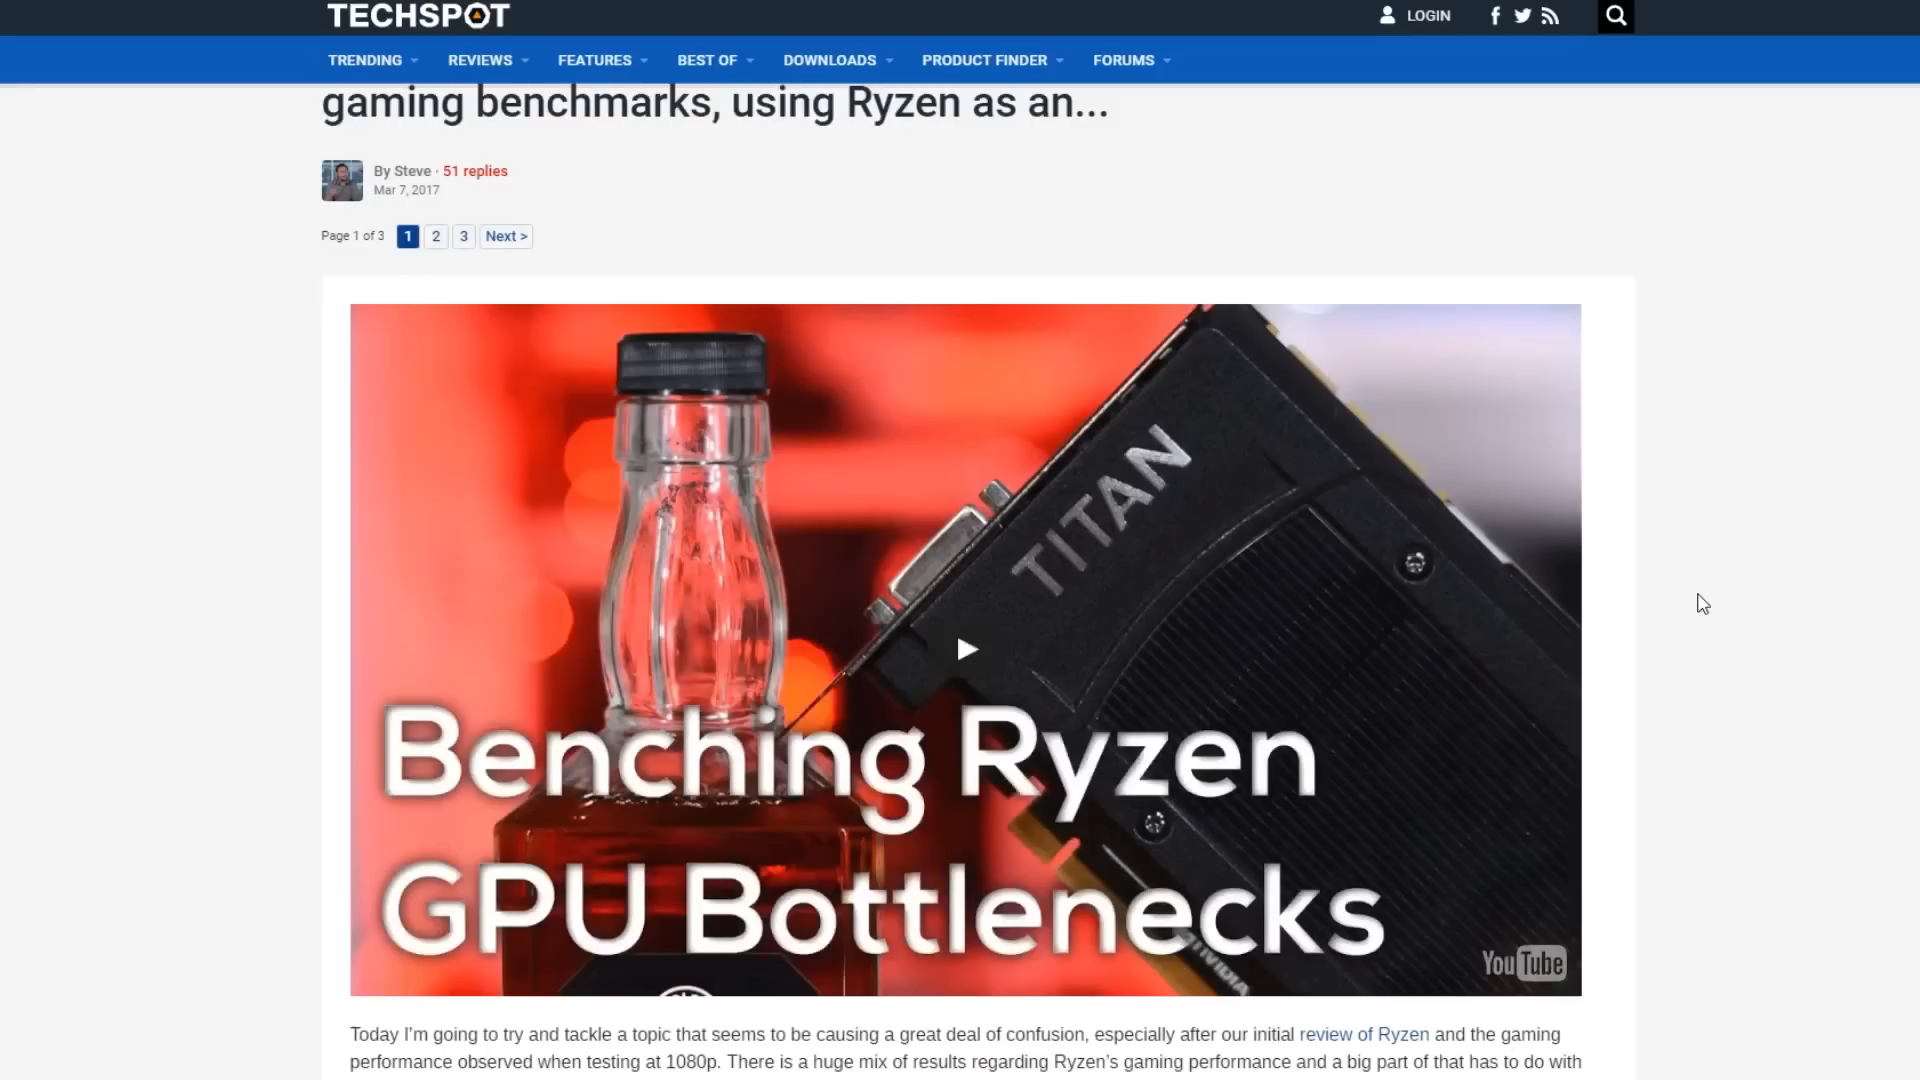 TECHSPOT
LOGIN
TRENDING REVIEWS FEATURES BEST OF DOWNLOADS PRODUCT FINDER FORUMS
gaming benchmarks, using Ryzen as an...
By Steve · 51 replies
Mar 7, 2017
Page 1 of 3 1 2 3 Next >
TITAN
Benching Ryzen
GPU Bottlenecks
NVIDIA
YouTube
Today I'm going to try and tackle a topic that seems to be causing a great deal of confusion, especially after our initial review of Ryzen and the gaming
performance observed when testing at 1080p. There is a huge mix of results regarding Ryzen's gaming performance and a big part of that has to do with